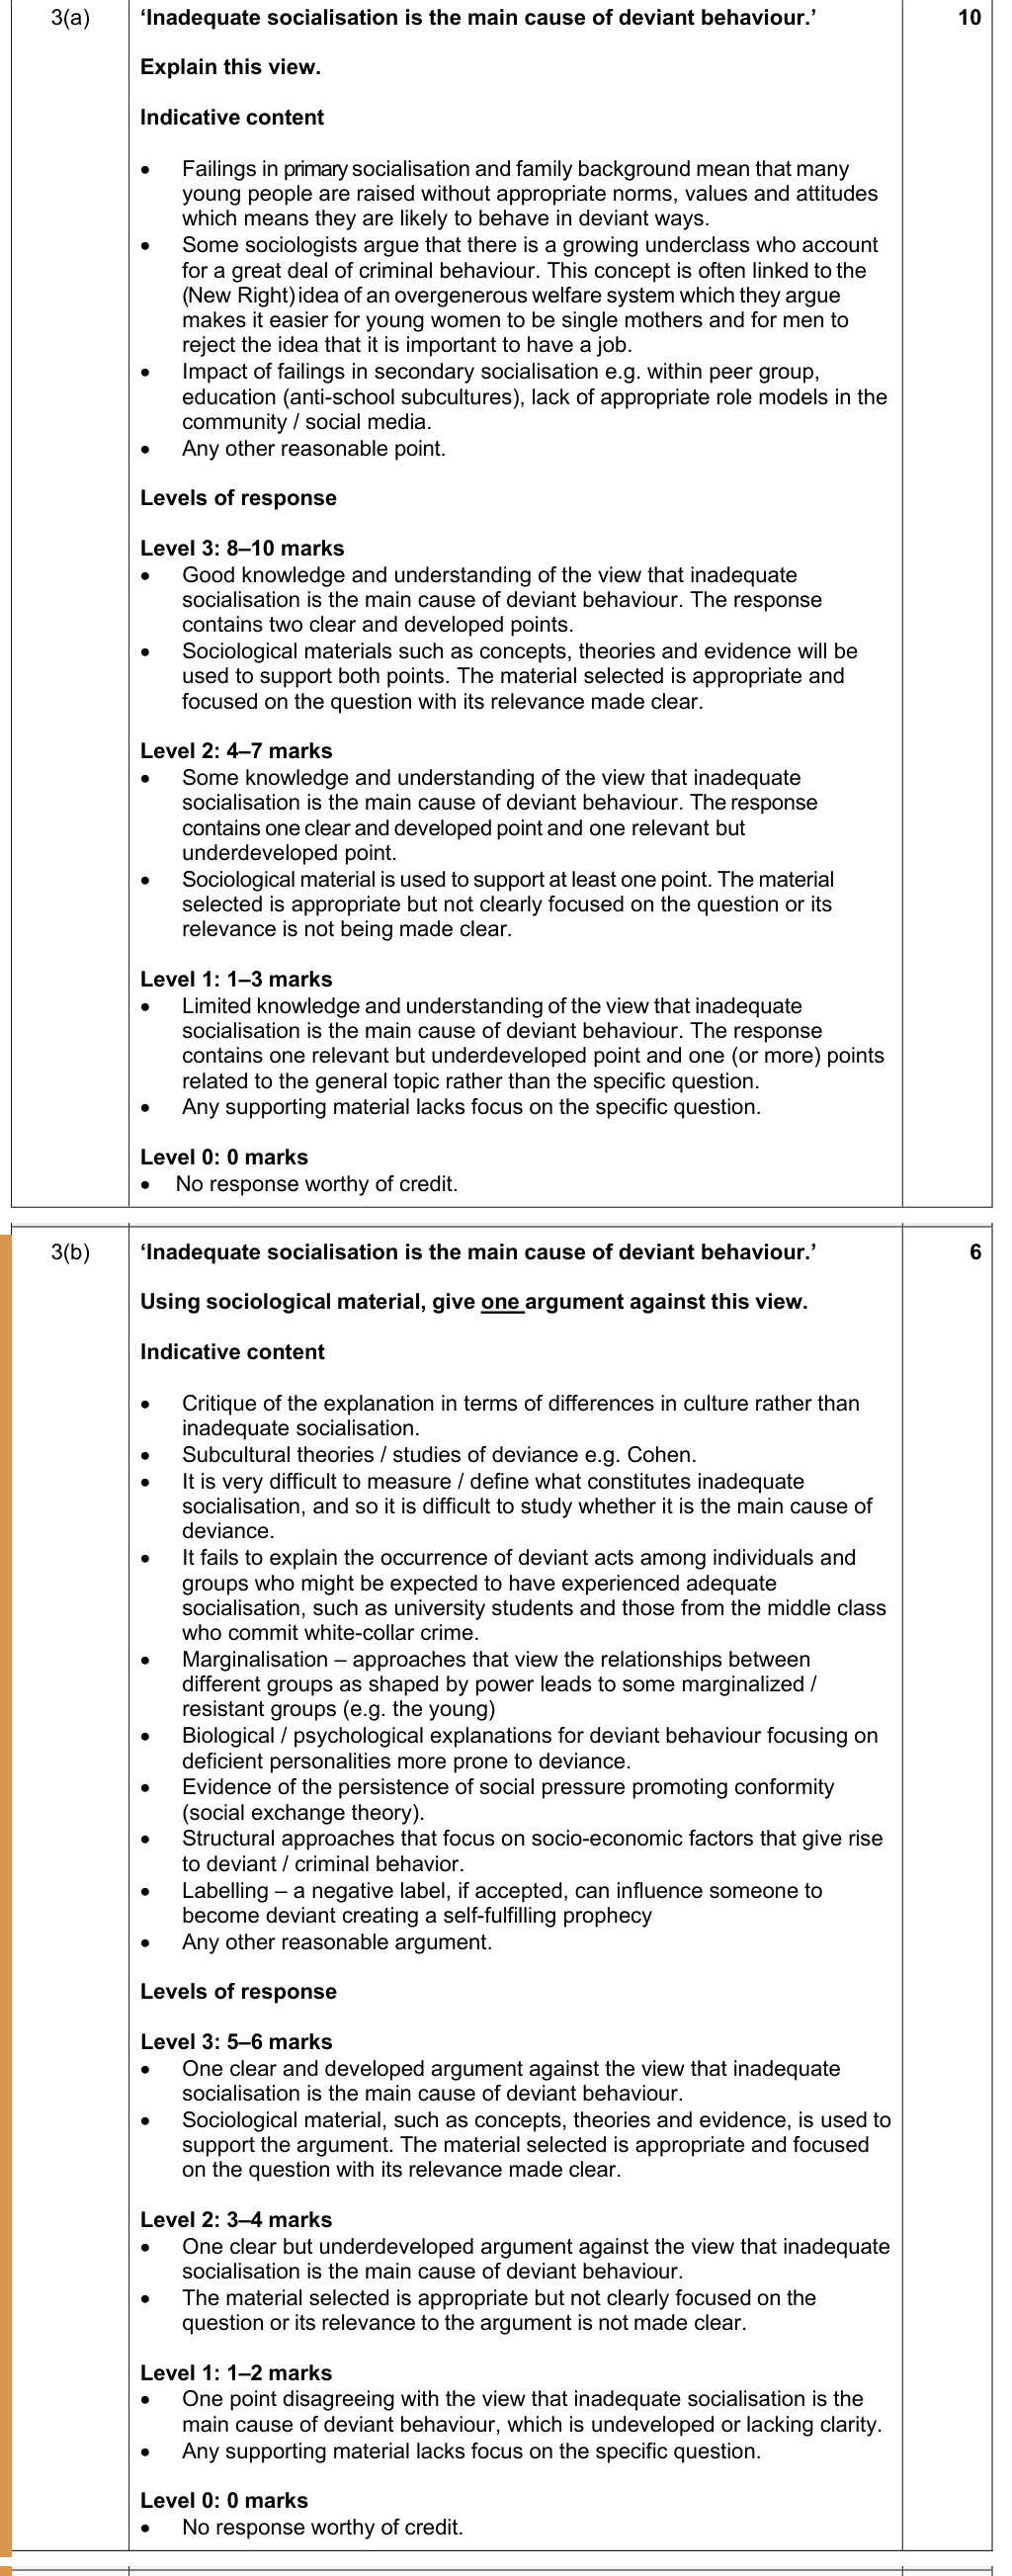 3(a) ‘Inadequate socialisation is the main cause of deviant behaviour.’ 10
Explain this view.
Indicative content
• Failings in primary socialisation and family background mean that many
young people are raised without appropriate norms, values and attitudes
which means they are likely to behave in deviant ways.
• Some sociologists argue that there is a growing underclass who account
for a great deal of criminal behaviour. This concept is often linked to the
(New Right) idea of an overgenerous welfare system which they argue
makes it easier for young women to be single mothers and for men to
reject the idea that it is important to have a job.
• Impact of failings in secondary socialisation e.g. within peer group,
education (anti-school subcultures), lack of appropriate role models in the
community / social media.
• Any other reasonable point.
Levels of response
Level 3: 8–10 marks
• Good knowledge and understanding of the view that inadequate
socialisation is the main cause of deviant behaviour. The response
contains two clear and developed points.
• Sociological materials such as concepts, theories and evidence will be
used to support both points. The material selected is appropriate and
focused on the question with its relevance made clear.
Level 2: 4–7 marks
• Some knowledge and understanding of the view that inadequate
socialisation is the main cause of deviant behaviour. The response
contains one clear and developed point and one relevant but
underdeveloped point.
• Sociological material is used to support at least one point. The material
selected is appropriate but not clearly focused on the question or its
relevance is not being made clear.
Level 1: 1–3 marks
• Limited knowledge and understanding of the view that inadequate
socialisation is the main cause of deviant behaviour. The response
contains one relevant but underdeveloped point and one (or more) points
related to the general topic rather than the specific question.
• Any supporting material lacks focus on the specific question.
Level 0: 0 marks
• No response worthy of credit.
3(b) ‘Inadequate socialisation is the main cause of deviant behaviour.’ 6
Using sociological material, give one argument against this view.
Indicative content
• Critique of the explanation in terms of differences in culture rather than
inadequate socialisation.
• Subcultural theories / studies of deviance e.g. Cohen.
• It is very difficult to measure / define what constitutes inadequate
socialisation, and so it is difficult to study whether it is the main cause of
deviance.
• It fails to explain the occurrence of deviant acts among individuals and
groups who might be expected to have experienced adequate
socialisation, such as university students and those from the middle class
who commit white-collar crime.
• Marginalisation – approaches that view the relationships between
different groups as shaped by power leads to some marginalized /
resistant groups (e.g. the young)
• Biological / psychological explanations for deviant behaviour focusing on
deficient personalities more prone to deviance.
• Evidence of the persistence of social pressure promoting conformity
(social exchange theory).
• Structural approaches that focus on socio-economic factors that give rise
to deviant / criminal behavior.
• Labelling – a negative label, if accepted, can influence someone to
become deviant creating a self-fulfilling prophecy
• Any other reasonable argument.
Levels of response
Level 3: 5–6 marks
• One clear and developed argument against the view that inadequate
socialisation is the main cause of deviant behaviour.
• Sociological material, such as concepts, theories and evidence, is used to
support the argument. The material selected is appropriate and focused
on the question with its relevance made clear.
Level 2: 3–4 marks
• One clear but underdeveloped argument against the view that inadequate
socialisation is the main cause of deviant behaviour.
• The material selected is appropriate but not clearly focused on the
question or its relevance to the argument is not made clear.
Level 1: 1–2 marks
• One point disagreeing with the view that inadequate socialisation is the
main cause of deviant behaviour, which is undeveloped or lacking clarity.
• Any supporting material lacks focus on the specific question.
Level 0: 0 marks
• No response worthy of credit.